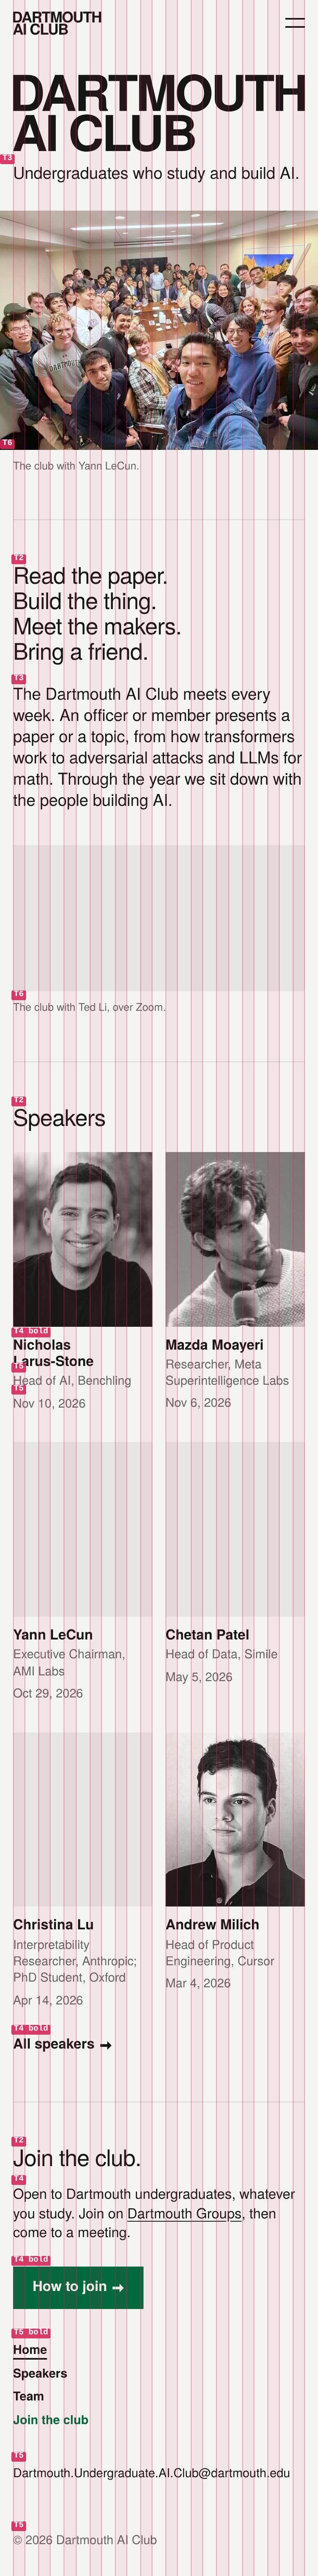 DARTMOUTH
AI CLUB
DARTMOUTH
AI CLUB
T3
Undergraduates who study and build AI.
DARTMOUTH
T6
The club with Yann LeCun.
T2
Read the paper.
Build the thing.
Meet the makers.
Bring a friend.
T3
The Dartmouth AI Club meets every
week. An officer or member presents a
paper or a topic, from how transformers
work to adversarial attacks and LLMs for
math. Through the year we sit down with
the people building AI.
T6
The club with Ted Li, over Zoom.
T2
Speakers
T4 bold
Nicholas
Larus-Stone
T5
Head of AI, Benchling
T5
Nov 10, 2026
Mazda Moayeri
Researcher, Meta
Superintelligence Labs
Nov 6, 2026
Yann LeCun
Executive Chairman,
AMI Labs
Oct 29, 2026
Chetan Patel
Head of Data, Simile
May 5, 2026
Christina Lu
Interpretability
Researcher, Anthropic;
PhD Student, Oxford
Apr 14, 2026
Andrew Milich
Head of Product
Engineering, Cursor
Mar 4, 2026
T4 bold
All speakers →
T2
Join the club.
T4
Open to Dartmouth undergraduates, whatever
you study. Join on Dartmouth Groups, then
come to a meeting.
T4 bold
How to join →
T5 bold
Home
Speakers
Team
Join the club
T5
Dartmouth.Undergraduate.AI.Club@dartmouth.edu
T5
© 2026 Dartmouth AI Club